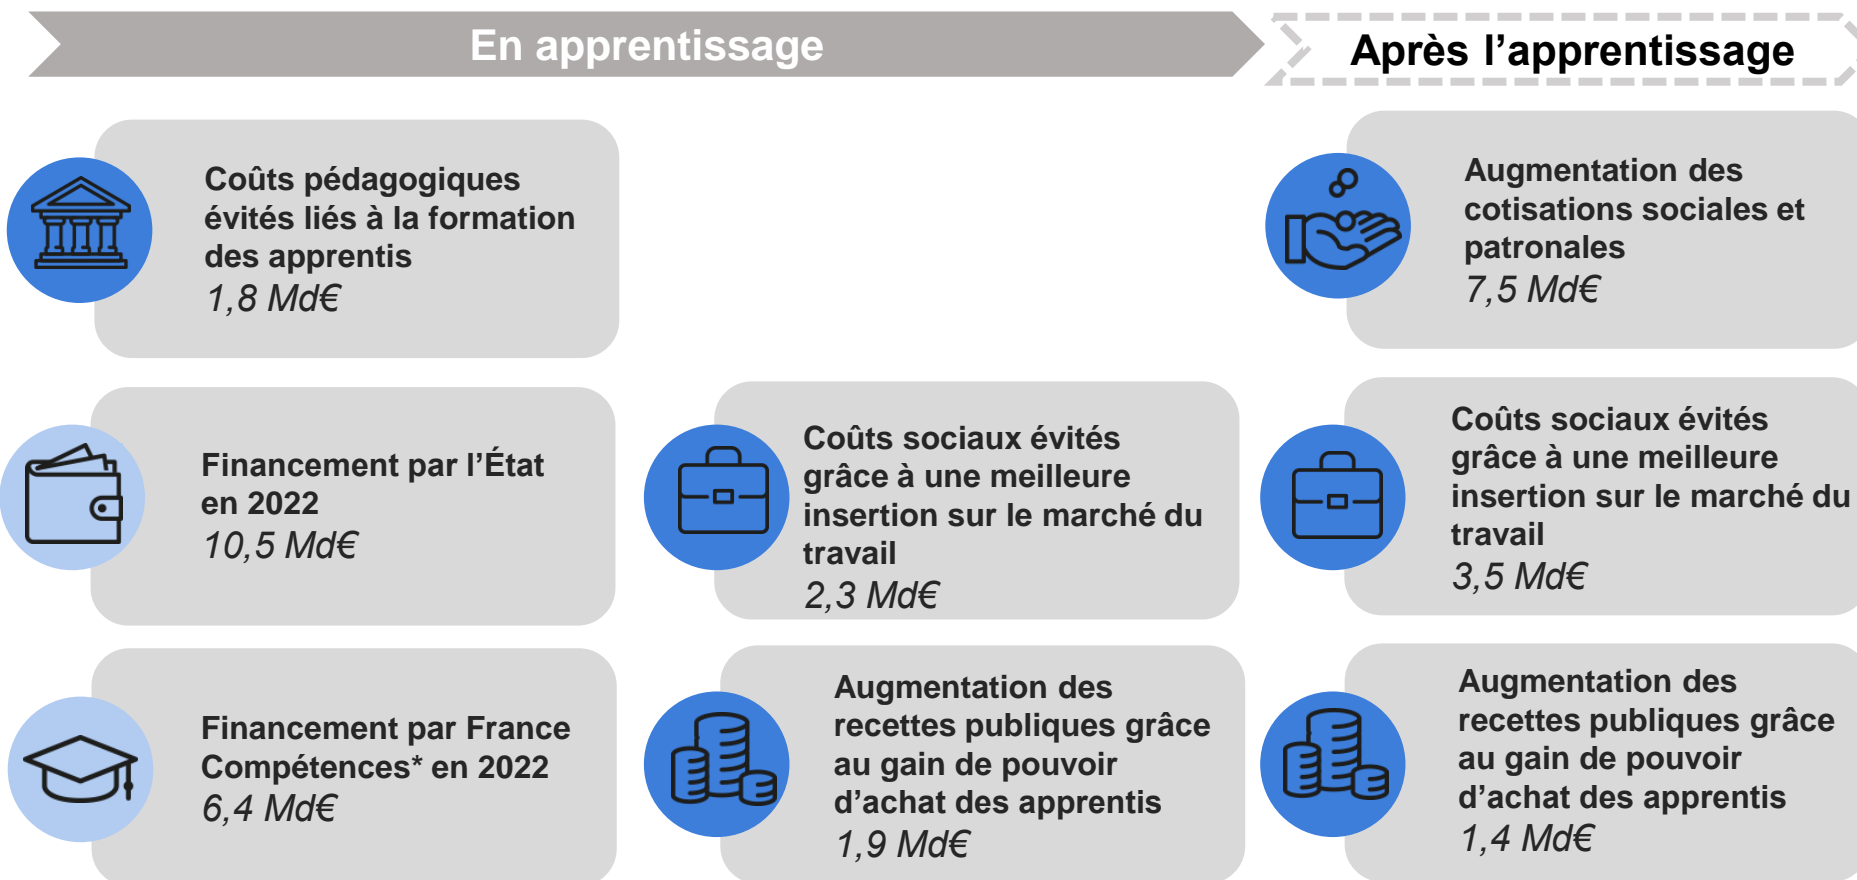 En apprentissage
Après l’apprentissage
Coûts pédagogiques
évités liés à la formation
des apprentis
1,8 Md€
Augmentation des
cotisations sociales et
patronales
7,5 Md€
Financement par l’État
en 2022
10,5 Md€
Coûts sociaux évités
grâce à une meilleure
insertion sur le marché du
travail
2,3 Md€
Coûts sociaux évités
grâce à une meilleure
insertion sur le marché du
travail
3,5 Md€
Financement par France
Compétences* en 2022
6,4 Md€
Augmentation des
recettes publiques grâce
au gain de pouvoir
d’achat des apprentis
1,9 Md€
Augmentation des
recettes publiques grâce
au gain de pouvoir
d’achat des apprentis
1,4 Md€